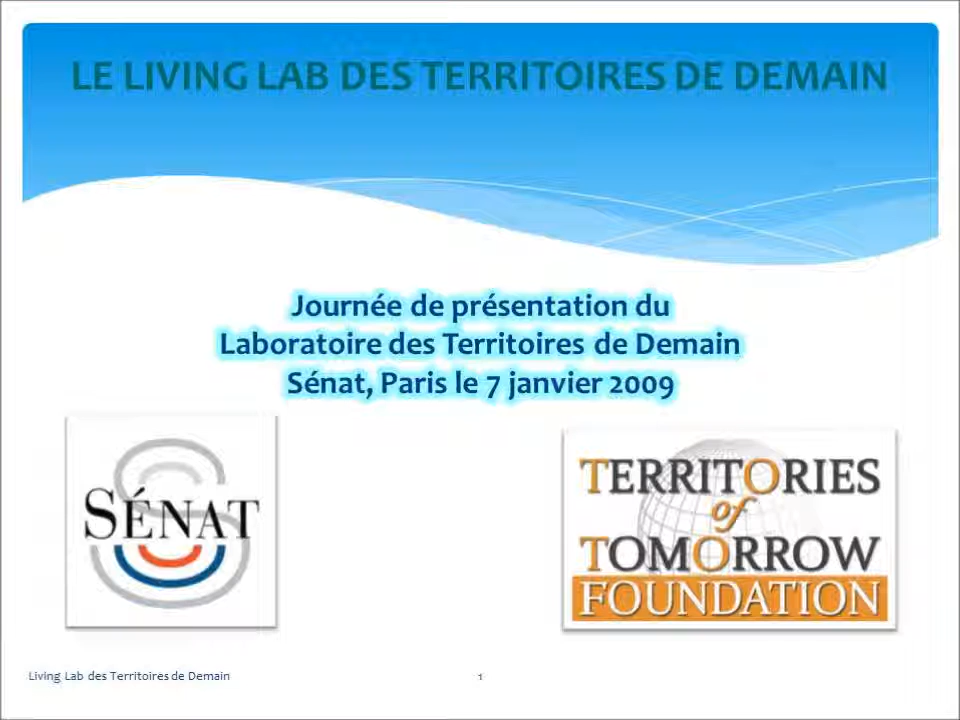 LE LIVING LAB DES TERRITOIRES DE DEMAIN
Journée de présentation du
Laboratoire des Territoires de Demain
Sénat, Paris le 7 janvier 2009
SÉNAT
TERRITORIES
of
TOMORROW
FOUNDATION
Living Lab des Territoires de Demain
1